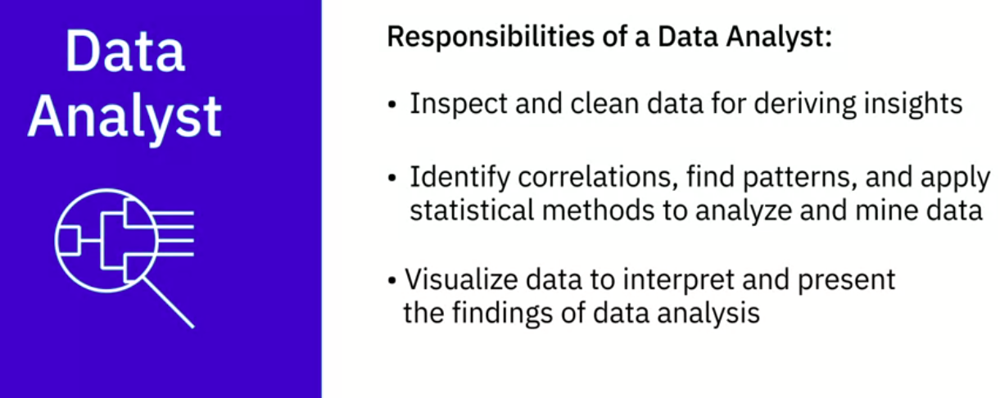 Data
Analyst
Responsibilities of a Data Analyst:
• Inspect and clean data for deriving insights
• Identify correlations, find patterns, and apply
statistical methods to analyze and mine data
• Visualize data to interpret and present
the findings of data analysis